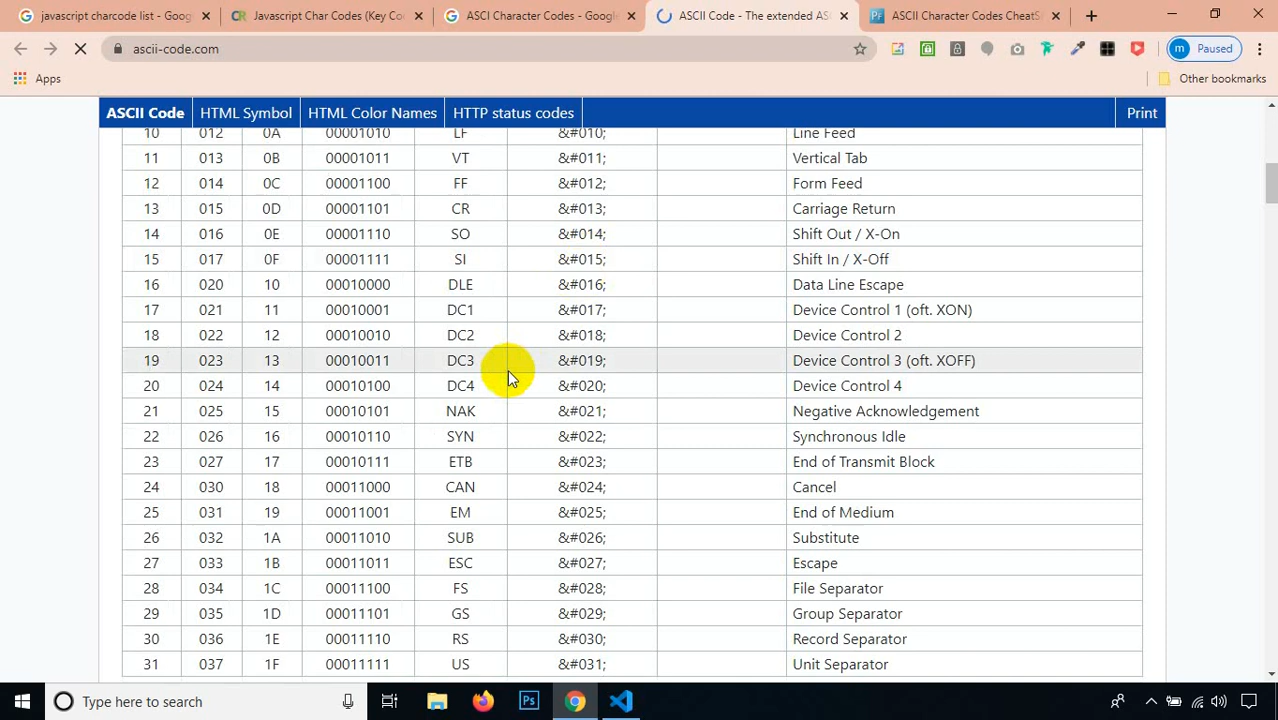 javascript charcode list - Goog
Javascript Char Codes (Key Co
ASCI Character Codes - Google
ASCII Code - The extended AS
ASCII Character Codes CheatS
ascii-code.com
m Paused
Apps
Other bookmarks
ASCII Code HTML Symbol HTML Color Names HTTP status codes Print
10 012 0A 00001010 LF &#010; Line Feed
11 013 0B 00001011 VT &#011; Vertical Tab
12 014 0C 00001100 FF &#012; Form Feed
13 015 0D 00001101 CR &#013; Carriage Return
14 016 0E 00001110 SO &#014; Shift Out / X-On
15 017 0F 00001111 SI &#015; Shift In / X-Off
16 020 10 00010000 DLE &#016; Data Line Escape
17 021 11 00010001 DC1 &#017; Device Control 1 (oft. XON)
18 022 12 00010010 DC2 &#018; Device Control 2
19 023 13 00010011 DC3 &#019; Device Control 3 (oft. XOFF)
20 024 14 00010100 DC4 &#020; Device Control 4
21 025 15 00010101 NAK &#021; Negative Acknowledgement
22 026 16 00010110 SYN &#022; Synchronous Idle
23 027 17 00010111 ETB &#023; End of Transmit Block
24 030 18 00011000 CAN &#024; Cancel
25 031 19 00011001 EM &#025; End of Medium
26 032 1A 00011010 SUB &#026; Substitute
27 033 1B 00011011 ESC &#027; Escape
28 034 1C 00011100 FS &#028; File Separator
29 035 1D 00011101 GS &#029; Group Separator
30 036 1E 00011110 RS &#030; Record Separator
31 037 1F 00011111 US &#031; Unit Separator
Type here to search
Ps